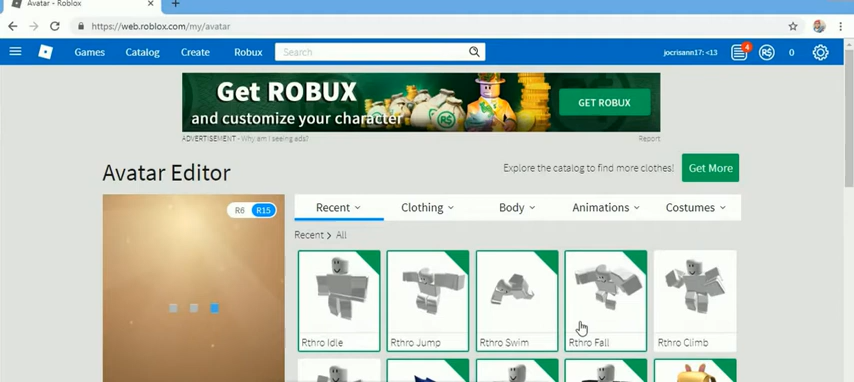 Avatar - Roblox
https://web.roblox.com/my/avatar
Games Catalog Create Robux Search jocrisann17: <13 4 R$ 0
Get ROBUX
and customize your character
GET ROBUX
ADVERTISEMENT - Why am I seeing ads? Report
Avatar Editor
Explore the catalog to find more clothes! Get More
R6 R15
Recent Clothing Body Animations Costumes
Recent > All
Rthro Idle Rthro Jump Rthro Swim Rthro Fall Rthro Climb